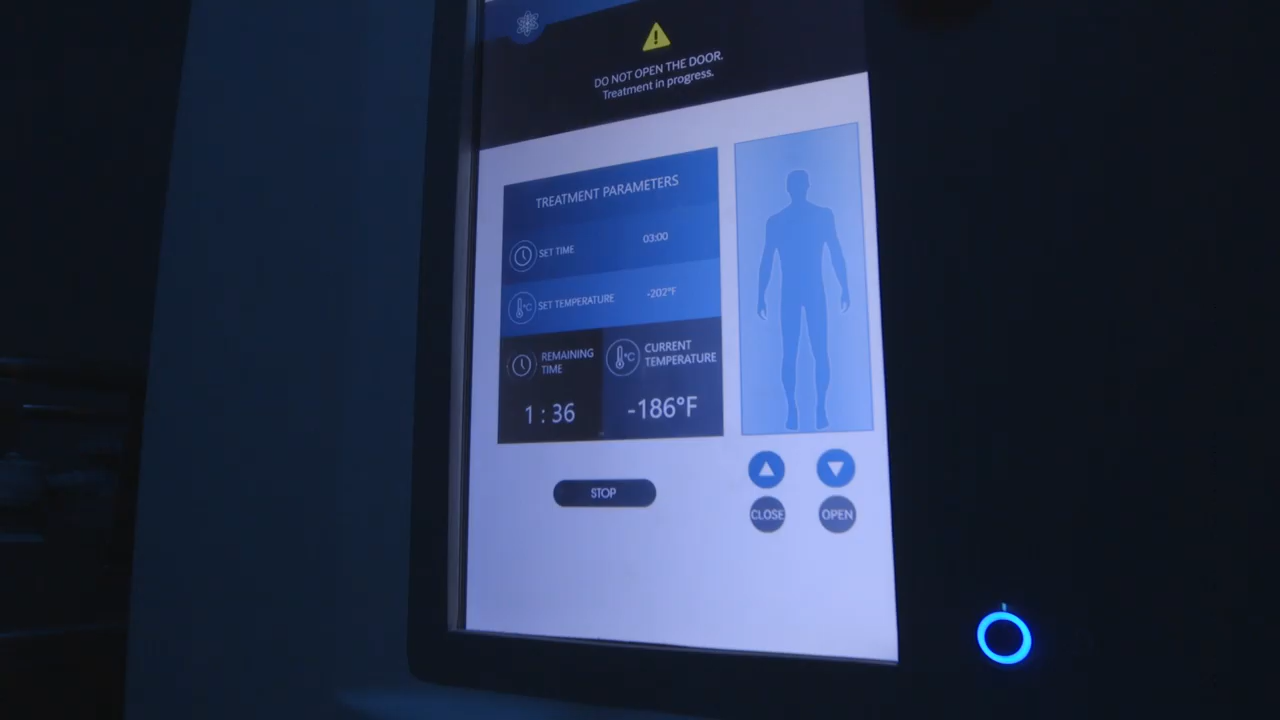 DO NOT OPEN THE DOOR.
Treatment in progress.
TREATMENT PARAMETERS
SET TIME 03:00
°C SET TEMPERATURE -202°F
REMAINING
TIME
1 : 36
°C CURRENT
TEMPERATURE
-186°F
STOP
CLOSE OPEN